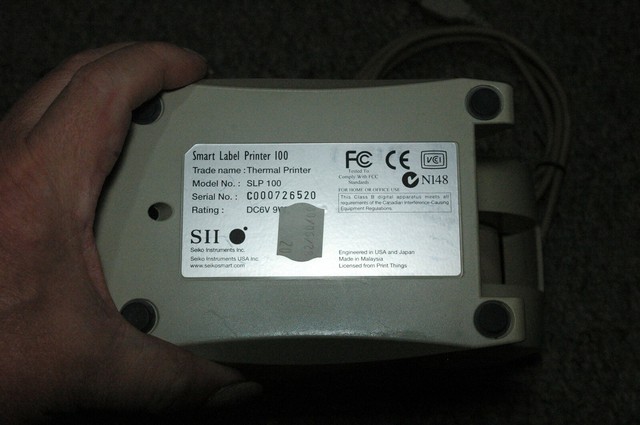 Smart Label Printer 100
Trade name : Thermal Printer
Model No. : SLP 100
Serial No. : C000726520
Rating : DC6V
SII
Seiko Instruments Inc.
Seiko Instruments USA Inc.
www.seikosmart.com
FC
CE
VCI
Tested To
Comply With FCC
Standards
N148
FOR HOME OR OFFICE USE
This Class B digital apparatus meets all
requirements of the Canadian Interference-Causing
Equipment Regulations.
Engineered in USA and Japan
Made in Malaysia
Licensed from Print Things